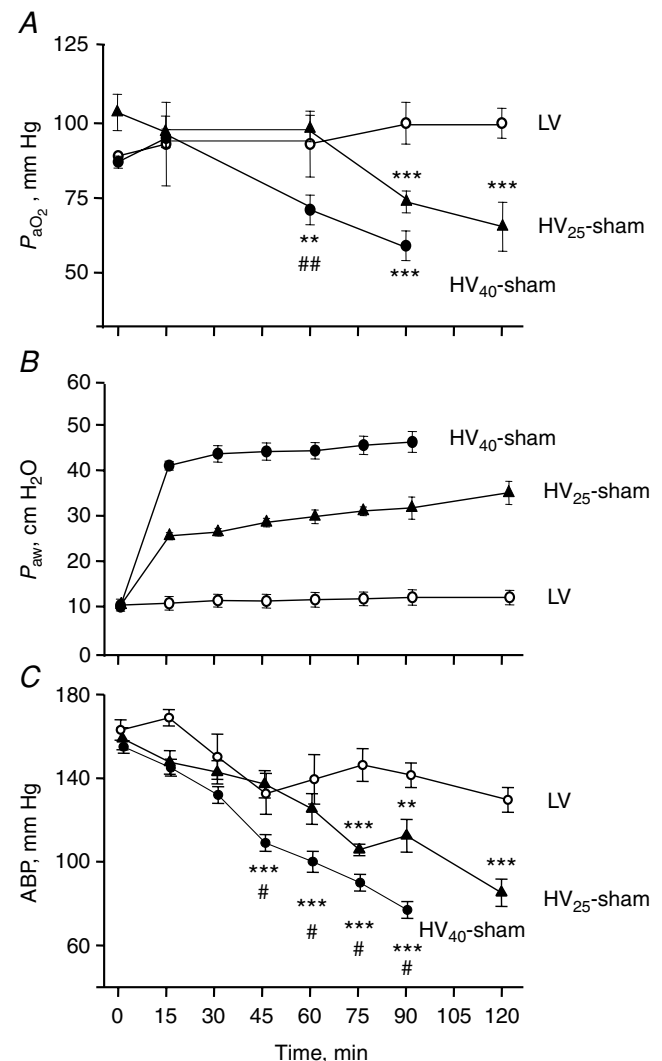 A
125
100
75
50
PaO2 , mm Hg
LV
***
***
HV25-sham
**
##
***
HV40-sham
B
60
50
40
30
20
10
0
Paw, cm H2O
HV40-sham
HV25-sham
LV
C
180
140
100
60
ABP, mm Hg
LV
**
***
***
***
#
HV25-sham
***
#
***
#
HV40-sham
***
#
0 15 30 45 60 75 90 105 120
Time, min